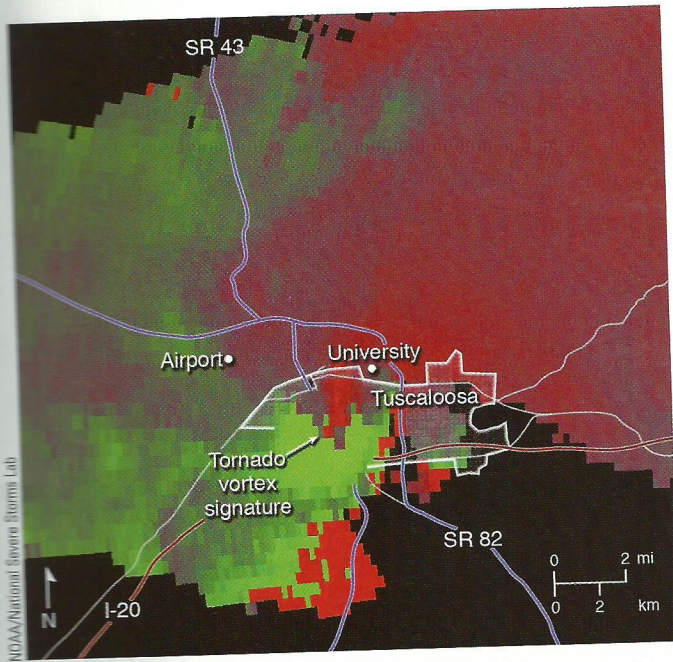 SR 43
Airport
University
Tuscaloosa
Tornado
vortex
signature
SR 82
0 2 mi
0 2 km
N
I-20
NOAA/National Severe Storms Lab